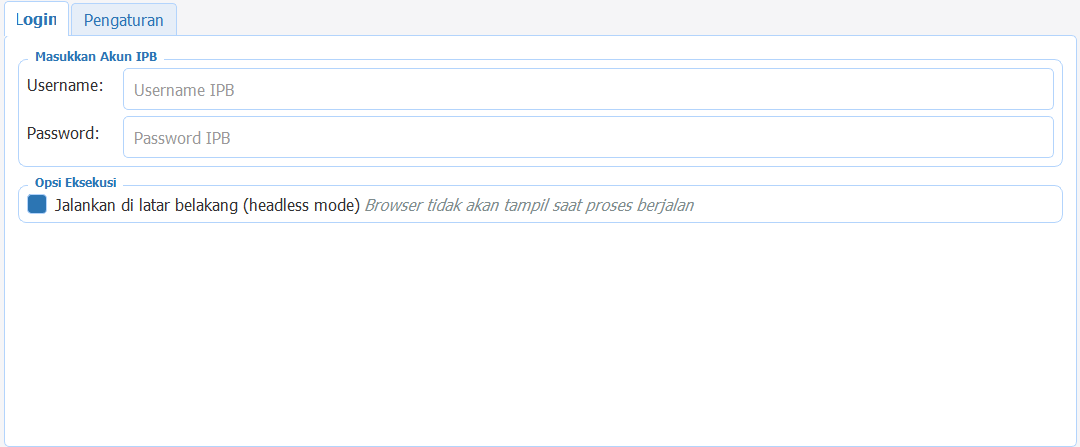 Login Pengaturan
Masukkan Akun IPB
Username: Username IPB
Password: Password IPB
Opsi Eksekusi
Jalankan di latar belakang (headless mode) Browser tidak akan tampil saat proses berjalan